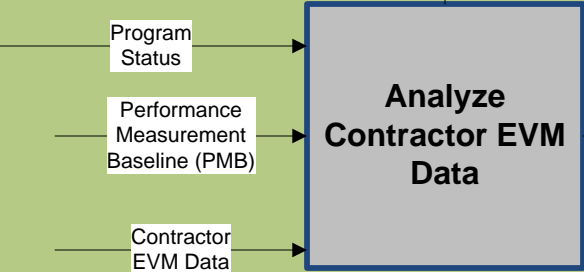 Program
Status
Performance
Measurement
Baseline (PMB)
Contractor
EVM Data
Analyze
Contractor EVM
Data